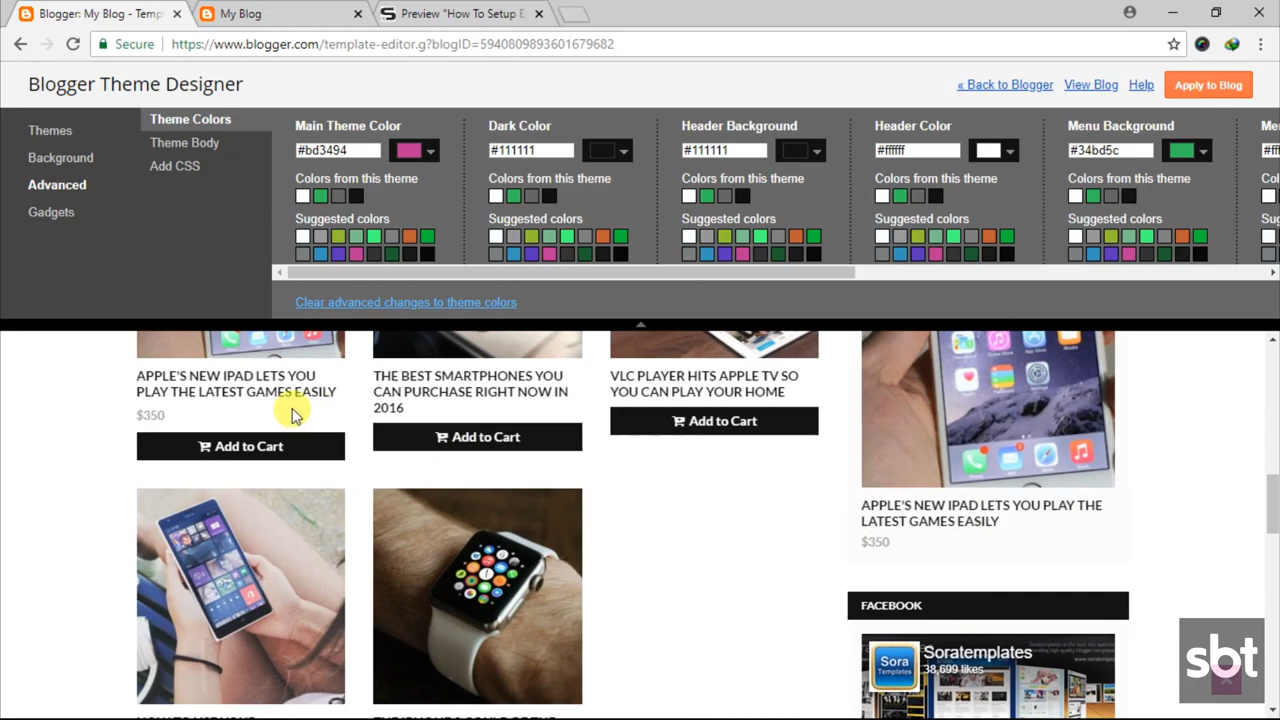 Blogger: My Blog - Temp
My Blog
Preview "How To Setup E
Secure
https://www.blogger.com/template-editor.g?blogID=5940809893601679682
Blogger Theme Designer
« Back to Blogger
View Blog
Help
Apply to Blog
Themes
Background
Advanced
Gadgets
Theme Colors
Theme Body
Add CSS
Main Theme Color
#bd3494
Colors from this theme
Suggested colors
Dark Color
#111111
Colors from this theme
Suggested colors
Header Background
#111111
Colors from this theme
Suggested colors
Header Color
#ffffff
Colors from this theme
Suggested colors
Menu Background
#34bd5c
Colors from this theme
Suggested colors
Clear advanced changes to theme colors
APPLE'S NEW IPAD LETS YOU
PLAY THE LATEST GAMES EASILY
$350
Add to Cart
THE BEST SMARTPHONES YOU
CAN PURCHASE RIGHT NOW IN
2016
Add to Cart
VLC PLAYER HITS APPLE TV SO
YOU CAN PLAY YOUR HOME
Add to Cart
APPLE'S NEW IPAD LETS YOU PLAY THE
LATEST GAMES EASILY
$350
FACEBOOK
Sora
Templates
Soratemplates
38,699 likes
sbt